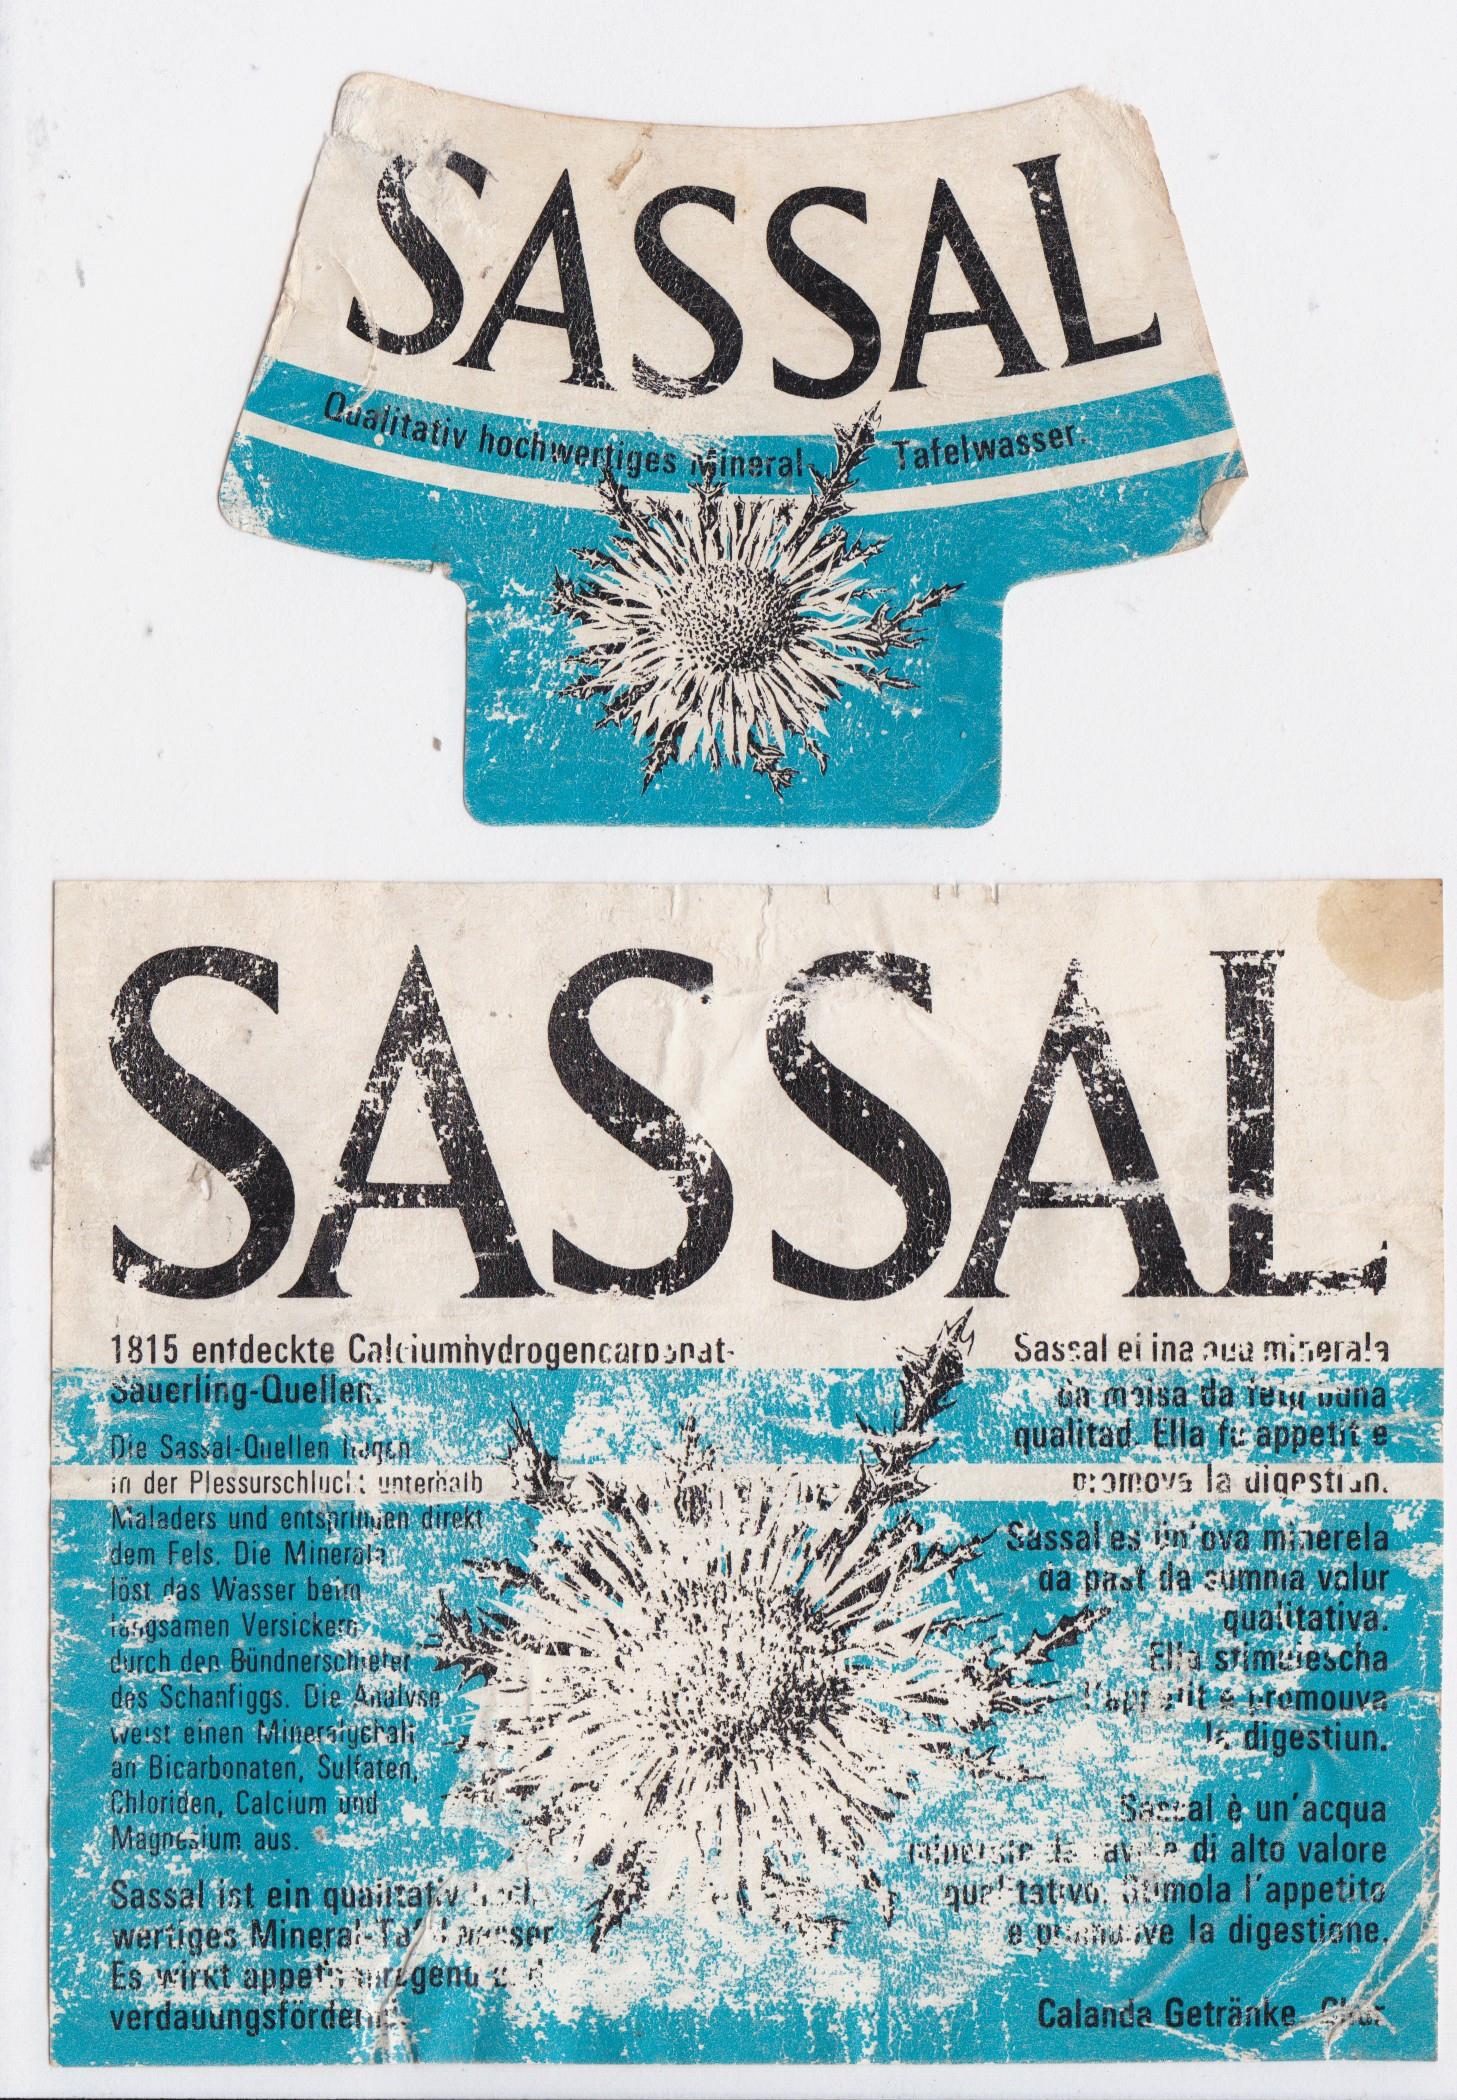 SASSAL
Qualitativ hochwertiges Mineral- Tafelwasser.
SASSAL
1815 entdeckte Calciumhydrogencarbonat-
Säuerling-Quellen.
Die Sassal-Quellen liegen
in der Plessurschlucht unterhalb
Maladers und entspringen direkt
dem Fels. Die Minerale
löst das Wasser beim
langsamen Versickern
durch den Bündnerschiefer
des Schanfiggs. Die Analyse
weist einen Mineralgehalt
an Bicarbonaten, Sulfaten,
Chloriden, Calcium und
Magnesium aus.
Sassal ist ein qualitativ hoch-
wertiges Mineral-Tafelwasser
Es wirkt appetitanregend und
verdauungsfördernd.
Sassal ei ina aua minerala
da meisa da fetg buna
qualitad. Ella fa appetit e
promova la digestiun.
Sassal es ün'ova minerela
da past da summa valur
qualitativa.
Ella stimulescha
l'appetit e promouva
la digestiun.
Sassal è un'acqua
minerale da tavola di alto valore
qualitativo. Stimola l'appetito
e promuove la digestione.
Calanda Getränke Chur